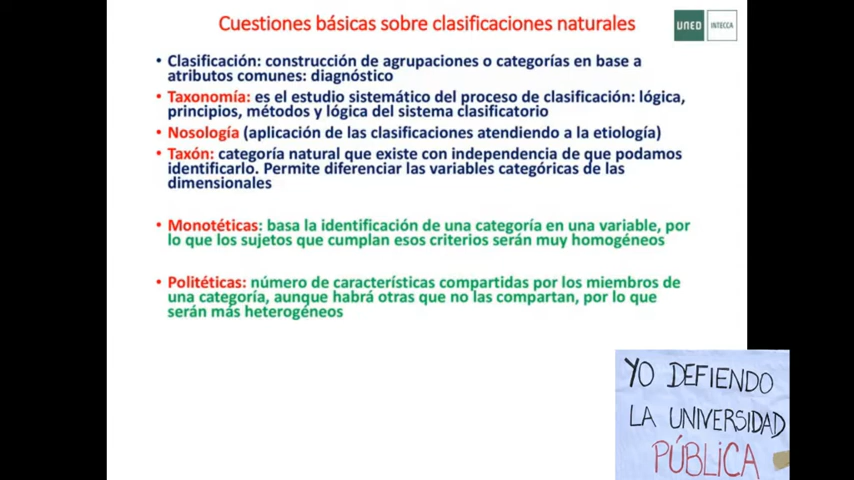 Cuestiones básicas sobre clasificaciones naturales
UNED INTECCA
• Clasificación: construcción de agrupaciones o categorías en base a
atributos comunes: diagnóstico
• Taxonomía: es el estudio sistemático del proceso de clasificación: lógica,
principios, métodos y lógica del sistema clasificatorio
• Nosología (aplicación de las clasificaciones atendiendo a la etiología)
• Taxón: categoría natural que existe con independencia de que podamos
identificarlo. Permite diferenciar las variables categóricas de las
dimensionales
• Monotéticas: basa la identificación de una categoría en una variable, por
lo que los sujetos que cumplan esos criterios serán muy homogéneos
• Politéticas: número de características compartidas por los miembros de
una categoría, aunque habrá otras que no las compartan, por lo que
serán más heterogéneos
YO DEFIENDO
LA UNIVERSIDAD
PÚBLICA